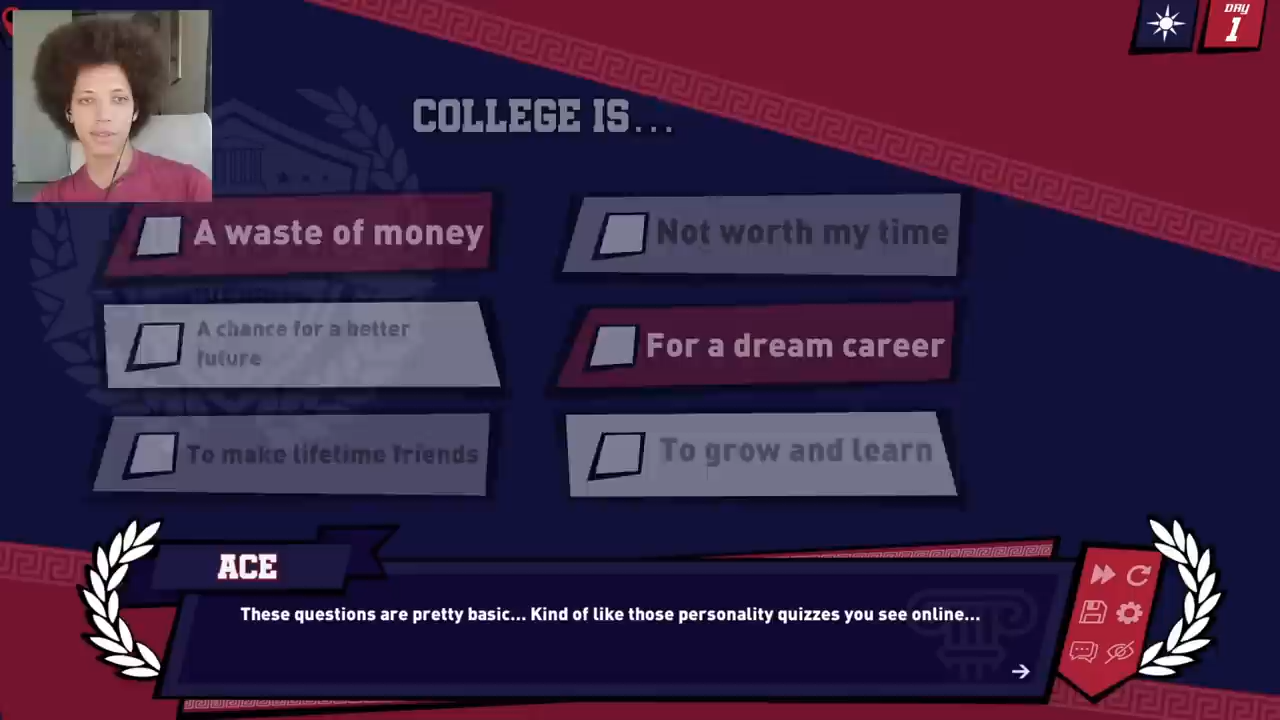 DAY
1
COLLEGE IS...
A waste of money
Not worth my time
A chance for a better
future
For a dream career
To make lifetime friends
To grow and learn
ACE
These questions are pretty basic... Kind of like those personality quizzes you see online...